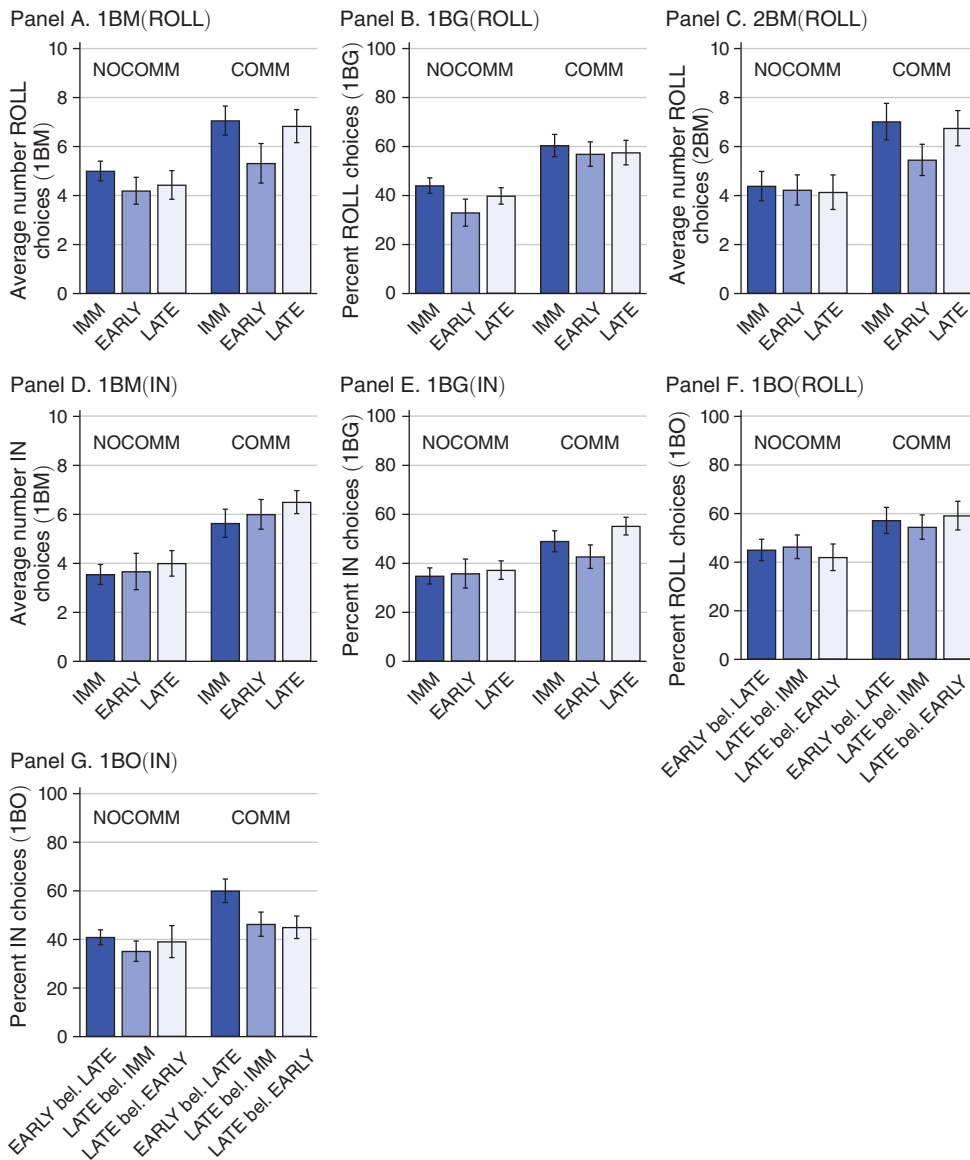 Panel A. 1BM(ROLL)
Average number ROLL
choices (1BM)
10
8
6
4
2
0
NOCOMM
COMM
IMM
EARLY
LATE
IMM
EARLY
LATE
Panel B. 1BG(ROLL)
Percent ROLL choices (1BG)
100
80
60
40
20
0
NOCOMM
COMM
IMM
EARLY
LATE
IMM
EARLY
LATE
Panel C. 2BM(ROLL)
Average number ROLL
choices (2BM)
10
8
6
4
2
0
NOCOMM
COMM
IMM
EARLY
LATE
IMM
EARLY
LATE
Panel D. 1BM(IN)
Average number IN
choices (1BM)
10
8
6
4
2
0
NOCOMM
COMM
IMM
EARLY
LATE
IMM
EARLY
LATE
Panel E. 1BG(IN)
Percent IN choices (1BG)
100
80
60
40
20
0
NOCOMM
COMM
IMM
EARLY
LATE
IMM
EARLY
LATE
Panel F. 1BO(ROLL)
Percent ROLL choices (1BO)
100
80
60
40
20
0
NOCOMM
COMM
EARLY bel. LATE
LATE bel. IMM
LATE bel. EARLY
EARLY bel. LATE
LATE bel. IMM
LATE bel. EARLY
Panel G. 1BO(IN)
Percent IN choices (1BO)
100
80
60
40
20
0
NOCOMM
COMM
EARLY bel. LATE
LATE bel. IMM
LATE bel. EARLY
EARLY bel. LATE
LATE bel. IMM
LATE bel. EARLY